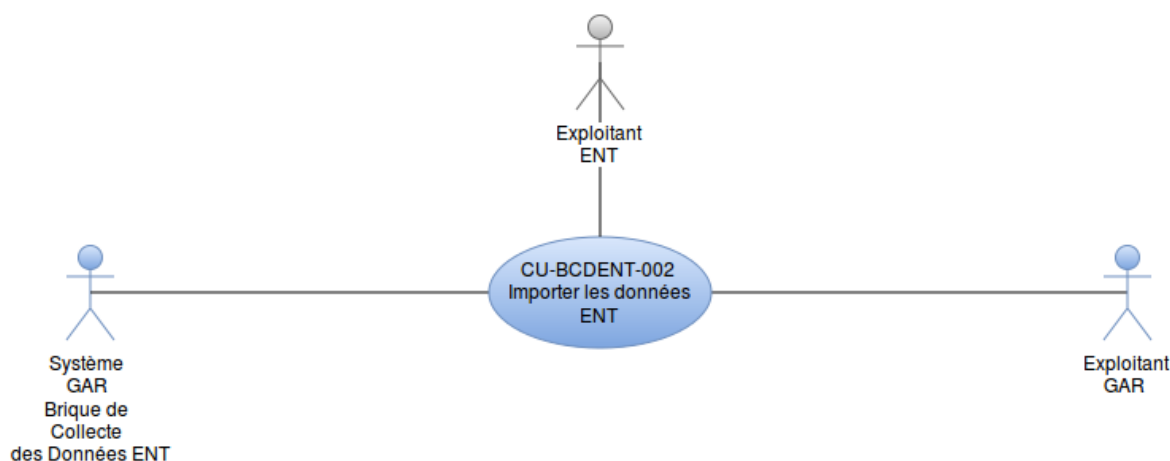 Exploitant
ENT
CU-BCDENT-002
Importer les données
ENT
Système
GAR
Brique de
Collecte
des Données ENT
Exploitant
GAR